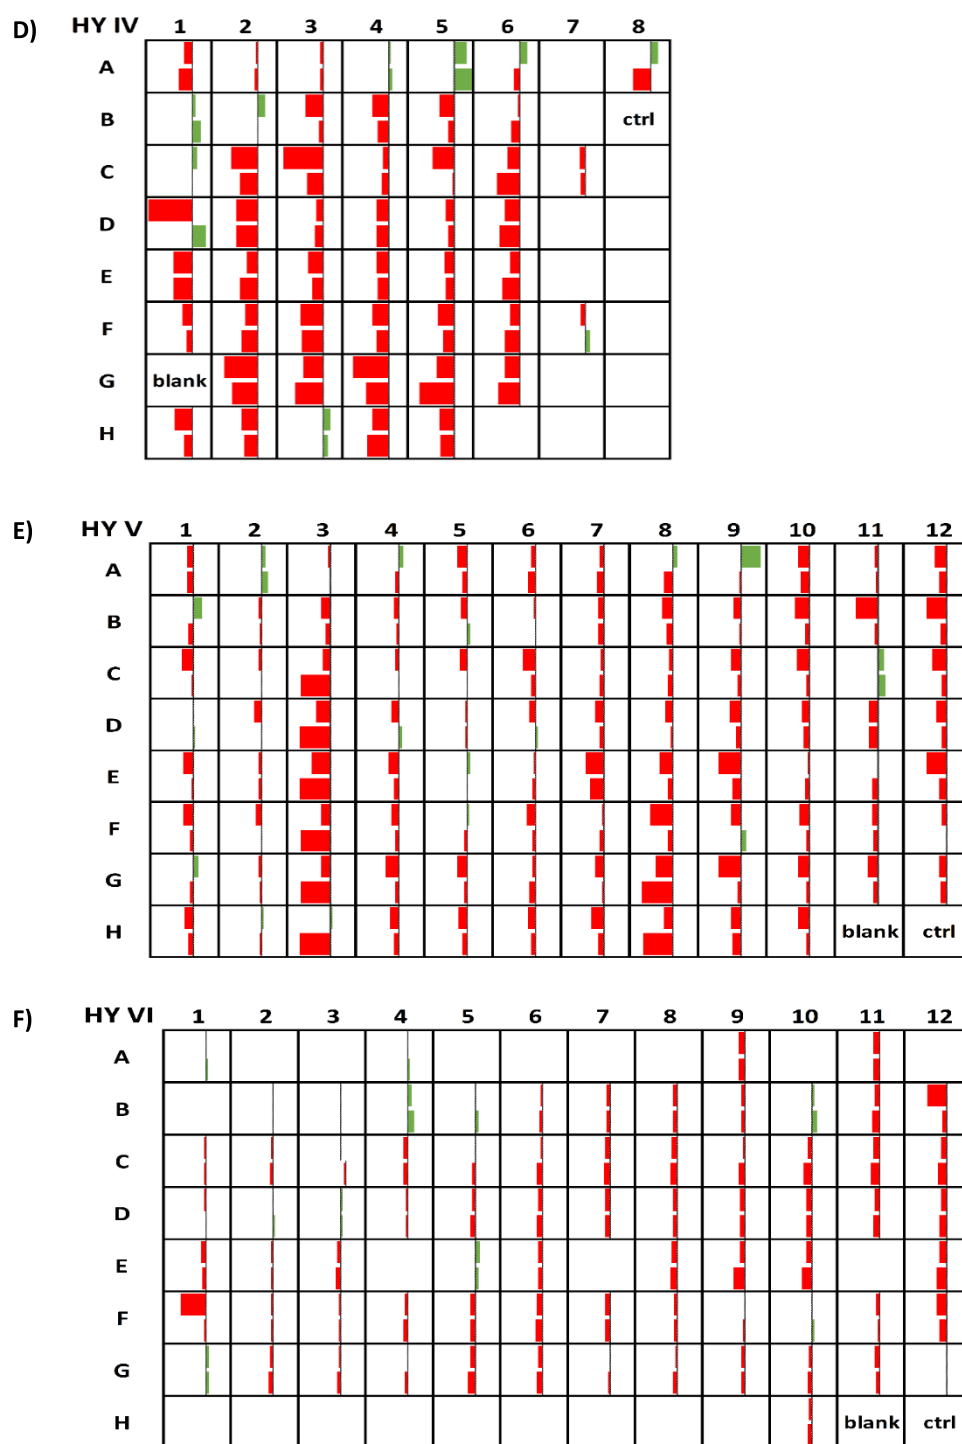 D) HY IV 1 2 3 4 5 6 7 8
A
B ctrl
C
D
E
F
G blank
H
E) HY V 1 2 3 4 5 6 7 8 9 10 11 12
A
B
C
D
E
F
G
H blank ctrl
F) HY VI 1 2 3 4 5 6 7 8 9 10 11 12
A
B
C
D
E
F
G
H blank ctrl